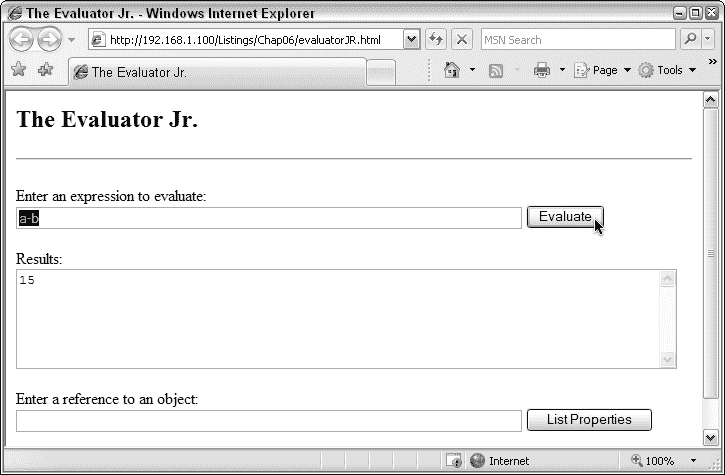 The Evaluator Jr. - Windows Internet Explorer
http://192.168.1.100/Listings/Chap06/evaluatorJR.html
MSN Search
The Evaluator Jr.
Page
Tools
The Evaluator Jr.
Enter an expression to evaluate:
a-b
Evaluate
Results:
15
Enter a reference to an object:
List Properties
Internet
100%